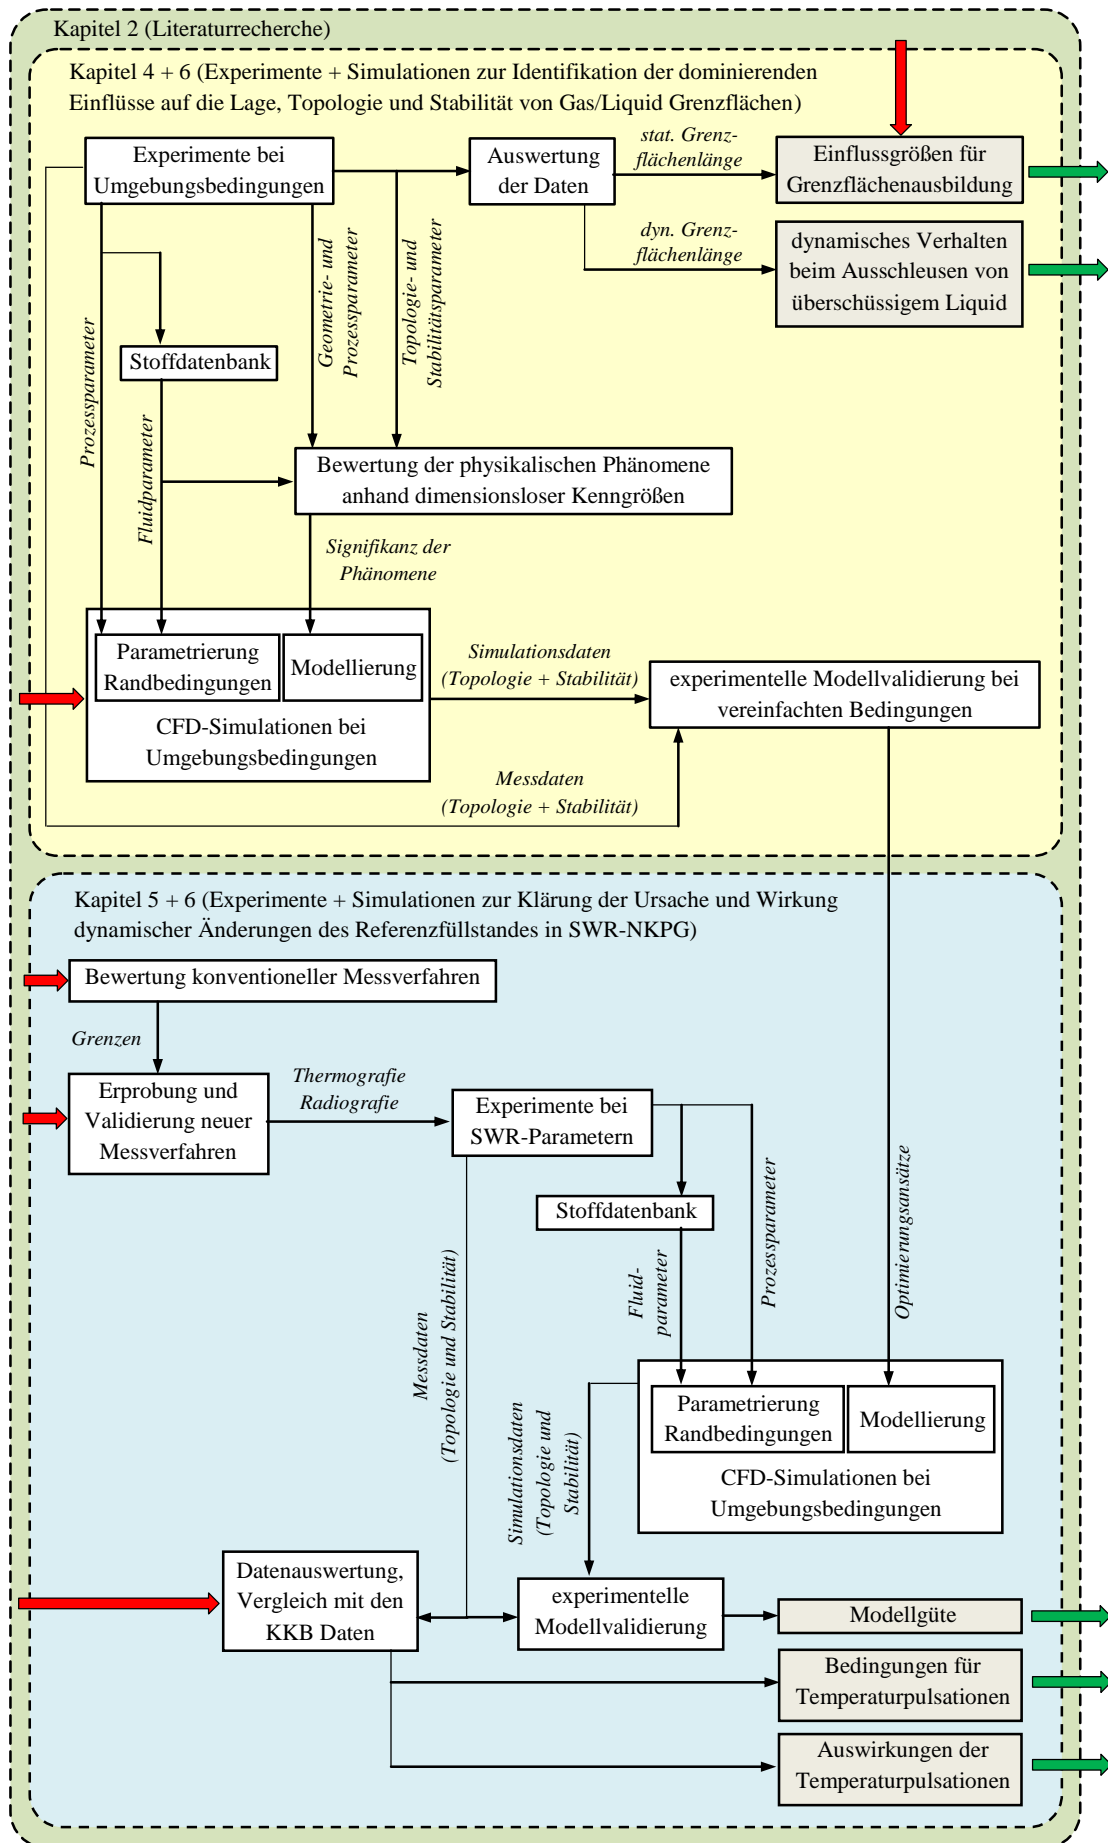 Kapitel 2 (Literaturrecherche)
Kapitel 4 + 6 (Experimente + Simulationen zur Identifikation der dominierenden
Einflüsse auf die Lage, Topologie und Stabilität von Gas/Liquid Grenzflächen)
Experimente bei
Umgebungsbedingungen
Auswertung
der Daten
stat. Grenz-
flächenlänge
Einflussgrößen für
Grenzflächenausbildung
dyn. Grenz-
flächenlänge
dynamisches Verhalten
beim Ausschleusen von
überschüssigem Liquid
Prozessparameter
Stoffdatenbank
Fluidparameter
Geometrie- und
Prozessparameter
Topologie- und
Stabilitätsparameter
Bewertung der physikalischen Phänomene
anhand dimensionsloser Kenngrößen
Signifikanz der
Phänomene
Parametrierung
Randbedingungen
Modellierung
CFD-Simulationen bei
Umgebungsbedingungen
Simulationsdaten
(Topologie + Stabilität)
experimentelle Modellvalidierung bei
vereinfachten Bedingungen
Messdaten
(Topologie + Stabilität)
Kapitel 5 + 6 (Experimente + Simulationen zur Klärung der Ursache und Wirkung
dynamischer Änderungen des Referenzfüllstandes in SWR-NKPG)
Bewertung konventioneller Messverfahren
Grenzen
Erprobung und
Validierung neuer
Messverfahren
Thermografie
Radiografie
Experimente bei
SWR-Parametern
Stoffdatenbank
Fluid-
parameter
Prozessparameter
Optimierungsansätze
Messdaten
(Topologie und Stabilität)
Parametrierung
Randbedingungen
Modellierung
CFD-Simulationen bei
Umgebungsbedingungen
Simulationsdaten
(Topologie und
Stabilität)
Datenauswertung,
Vergleich mit den
KKB Daten
experimentelle
Modellvalidierung
Modellgüte
Bedingungen für
Temperaturpulsationen
Auswirkungen der
Temperaturpulsationen